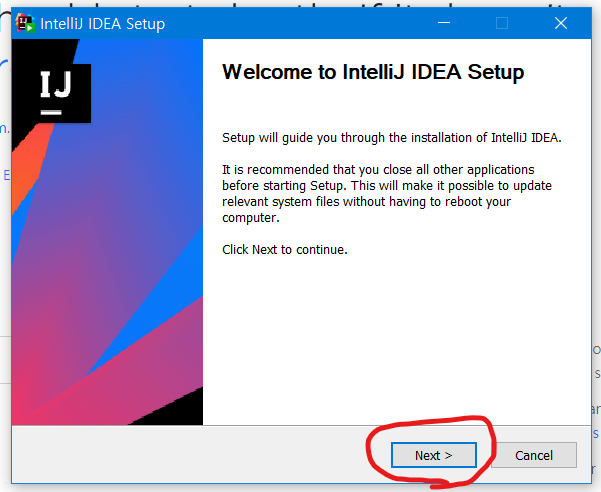 IntelliJ IDEA Setup
IJ
Welcome to IntelliJ IDEA Setup
Setup will guide you through the installation of IntelliJ IDEA.
It is recommended that you close all other applications
before starting Setup. This will make it possible to update
relevant system files without having to reboot your
computer.
Click Next to continue.
Next >
Cancel